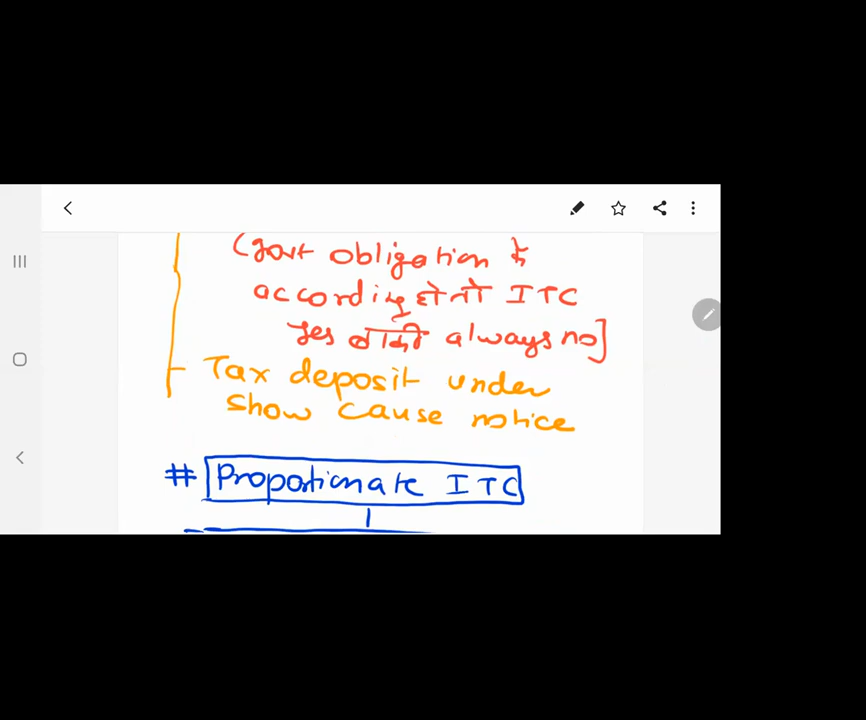 (Govt obligation के
according हो तो ITC
yes बाकी always no]
Tax deposit under
show cause notice
# Proportionate ITC